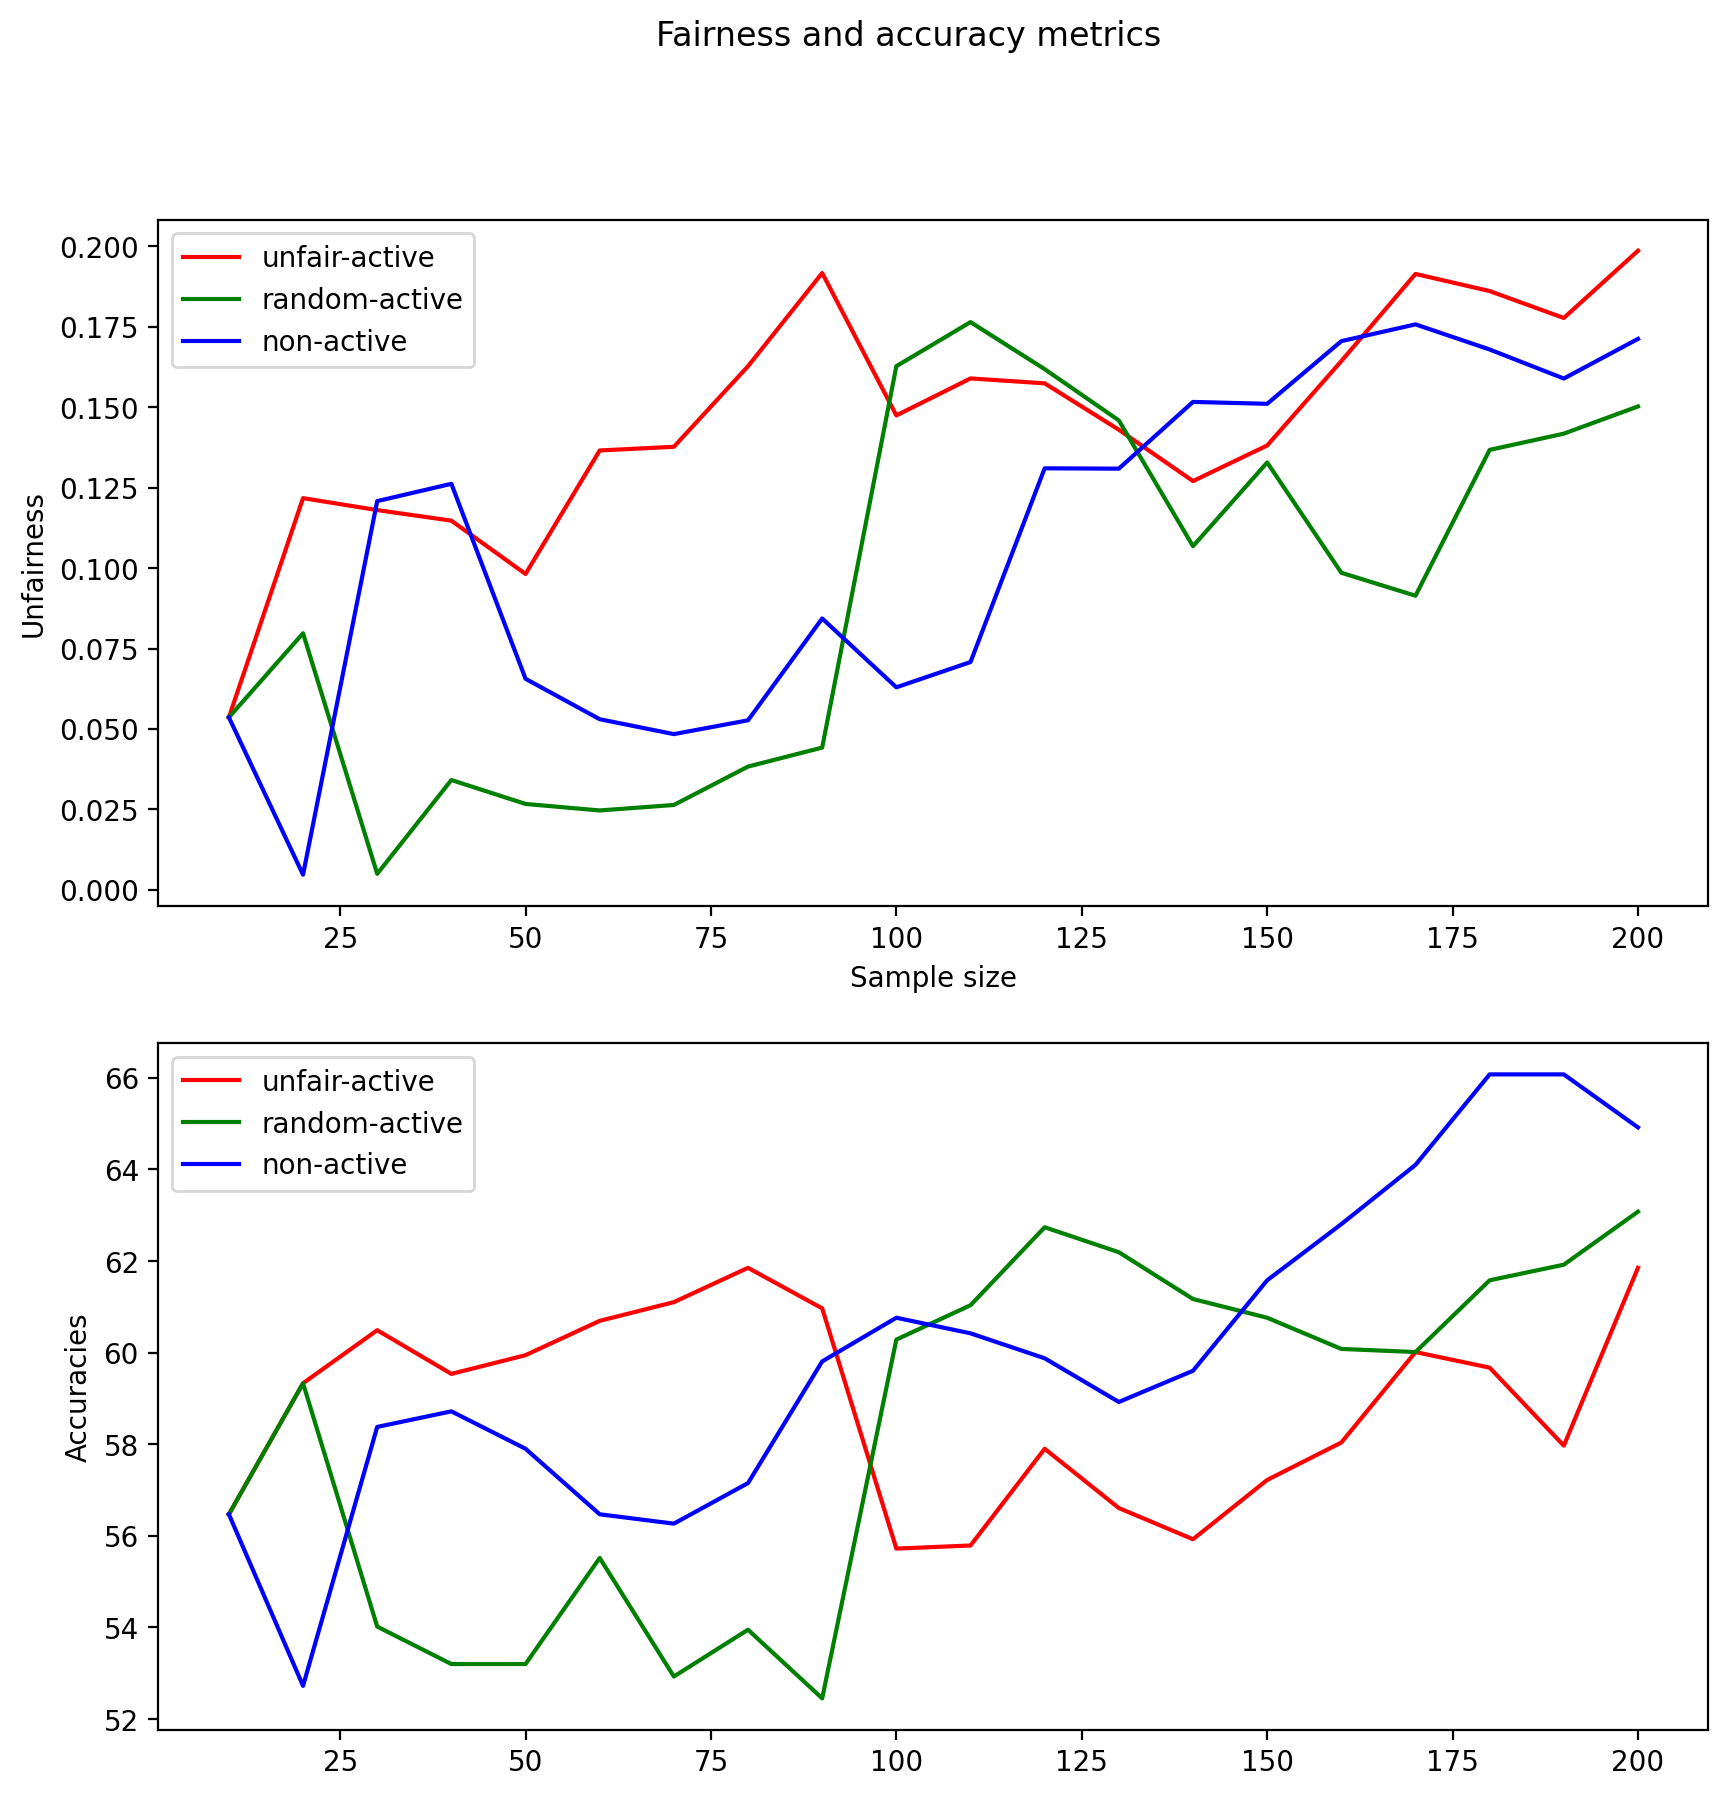 Fairness and accuracy metrics
unfair-active
random-active
non-active
0.200
0.175
0.150
0.125
0.100
0.075
0.050
0.025
0.000
Unfairness
25 50 75 100 125 150 175 200
Sample size
unfair-active
random-active
non-active
66
64
62
60
58
56
54
52
Accuracies
25 50 75 100 125 150 175 200